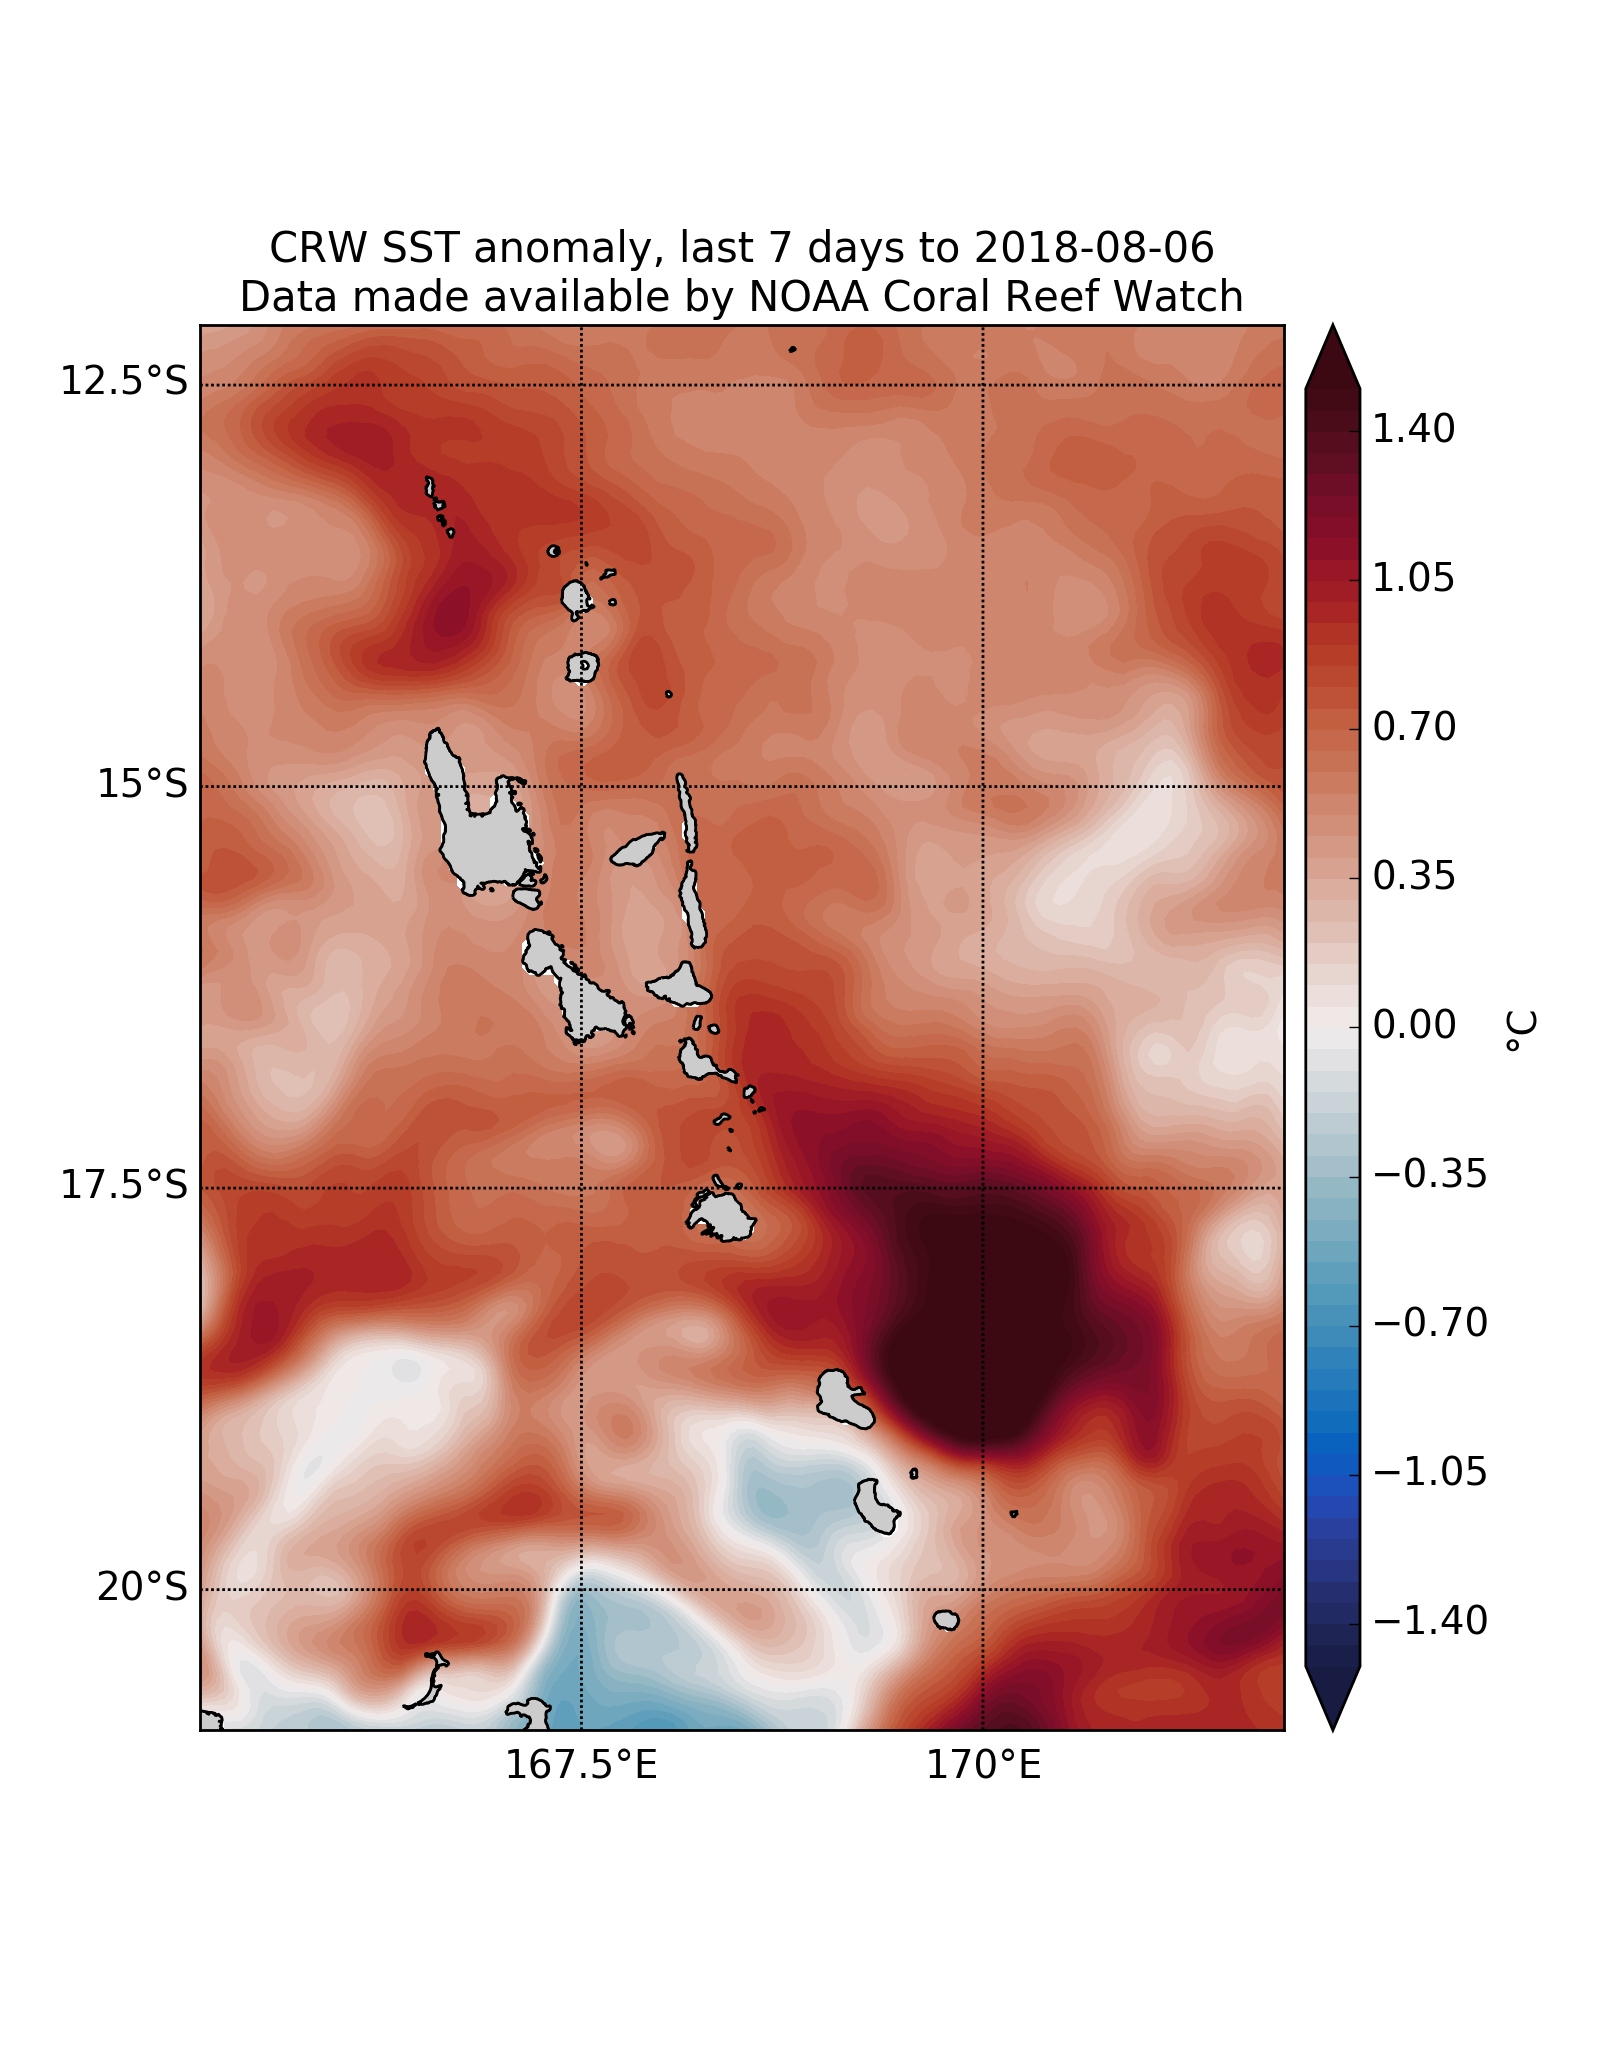 CRW SST anomaly, last 7 days to 2018-08-06
Data made available by NOAA Coral Reef Watch
12.5°S
15°S
17.5°S
20°S
167.5°E
170°E
1.40
1.05
0.70
0.35
0.00
−0.35
−0.70
−1.05
−1.40
°C